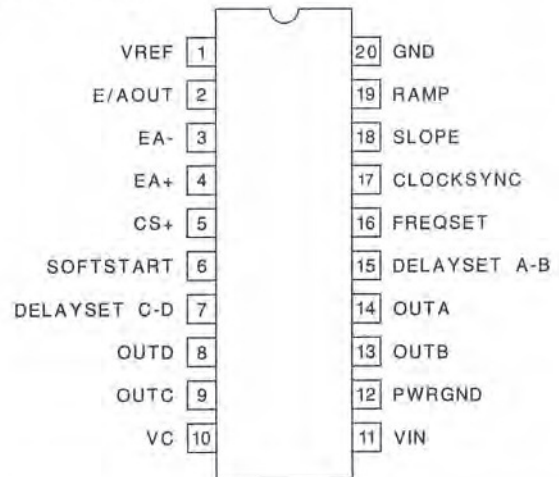 VREF 1 20 GND
E/AOUT 2 19 RAMP
EA- 3 18 SLOPE
EA+ 4 17 CLOCKSYNC
CS+ 5 16 FREQSET
SOFTSTART 6 15 DELAYSET A-B
DELAYSET C-D 7 14 OUTA
OUTD 8 13 OUTB
OUTC 9 12 PWRGND
VC 10 11 VIN